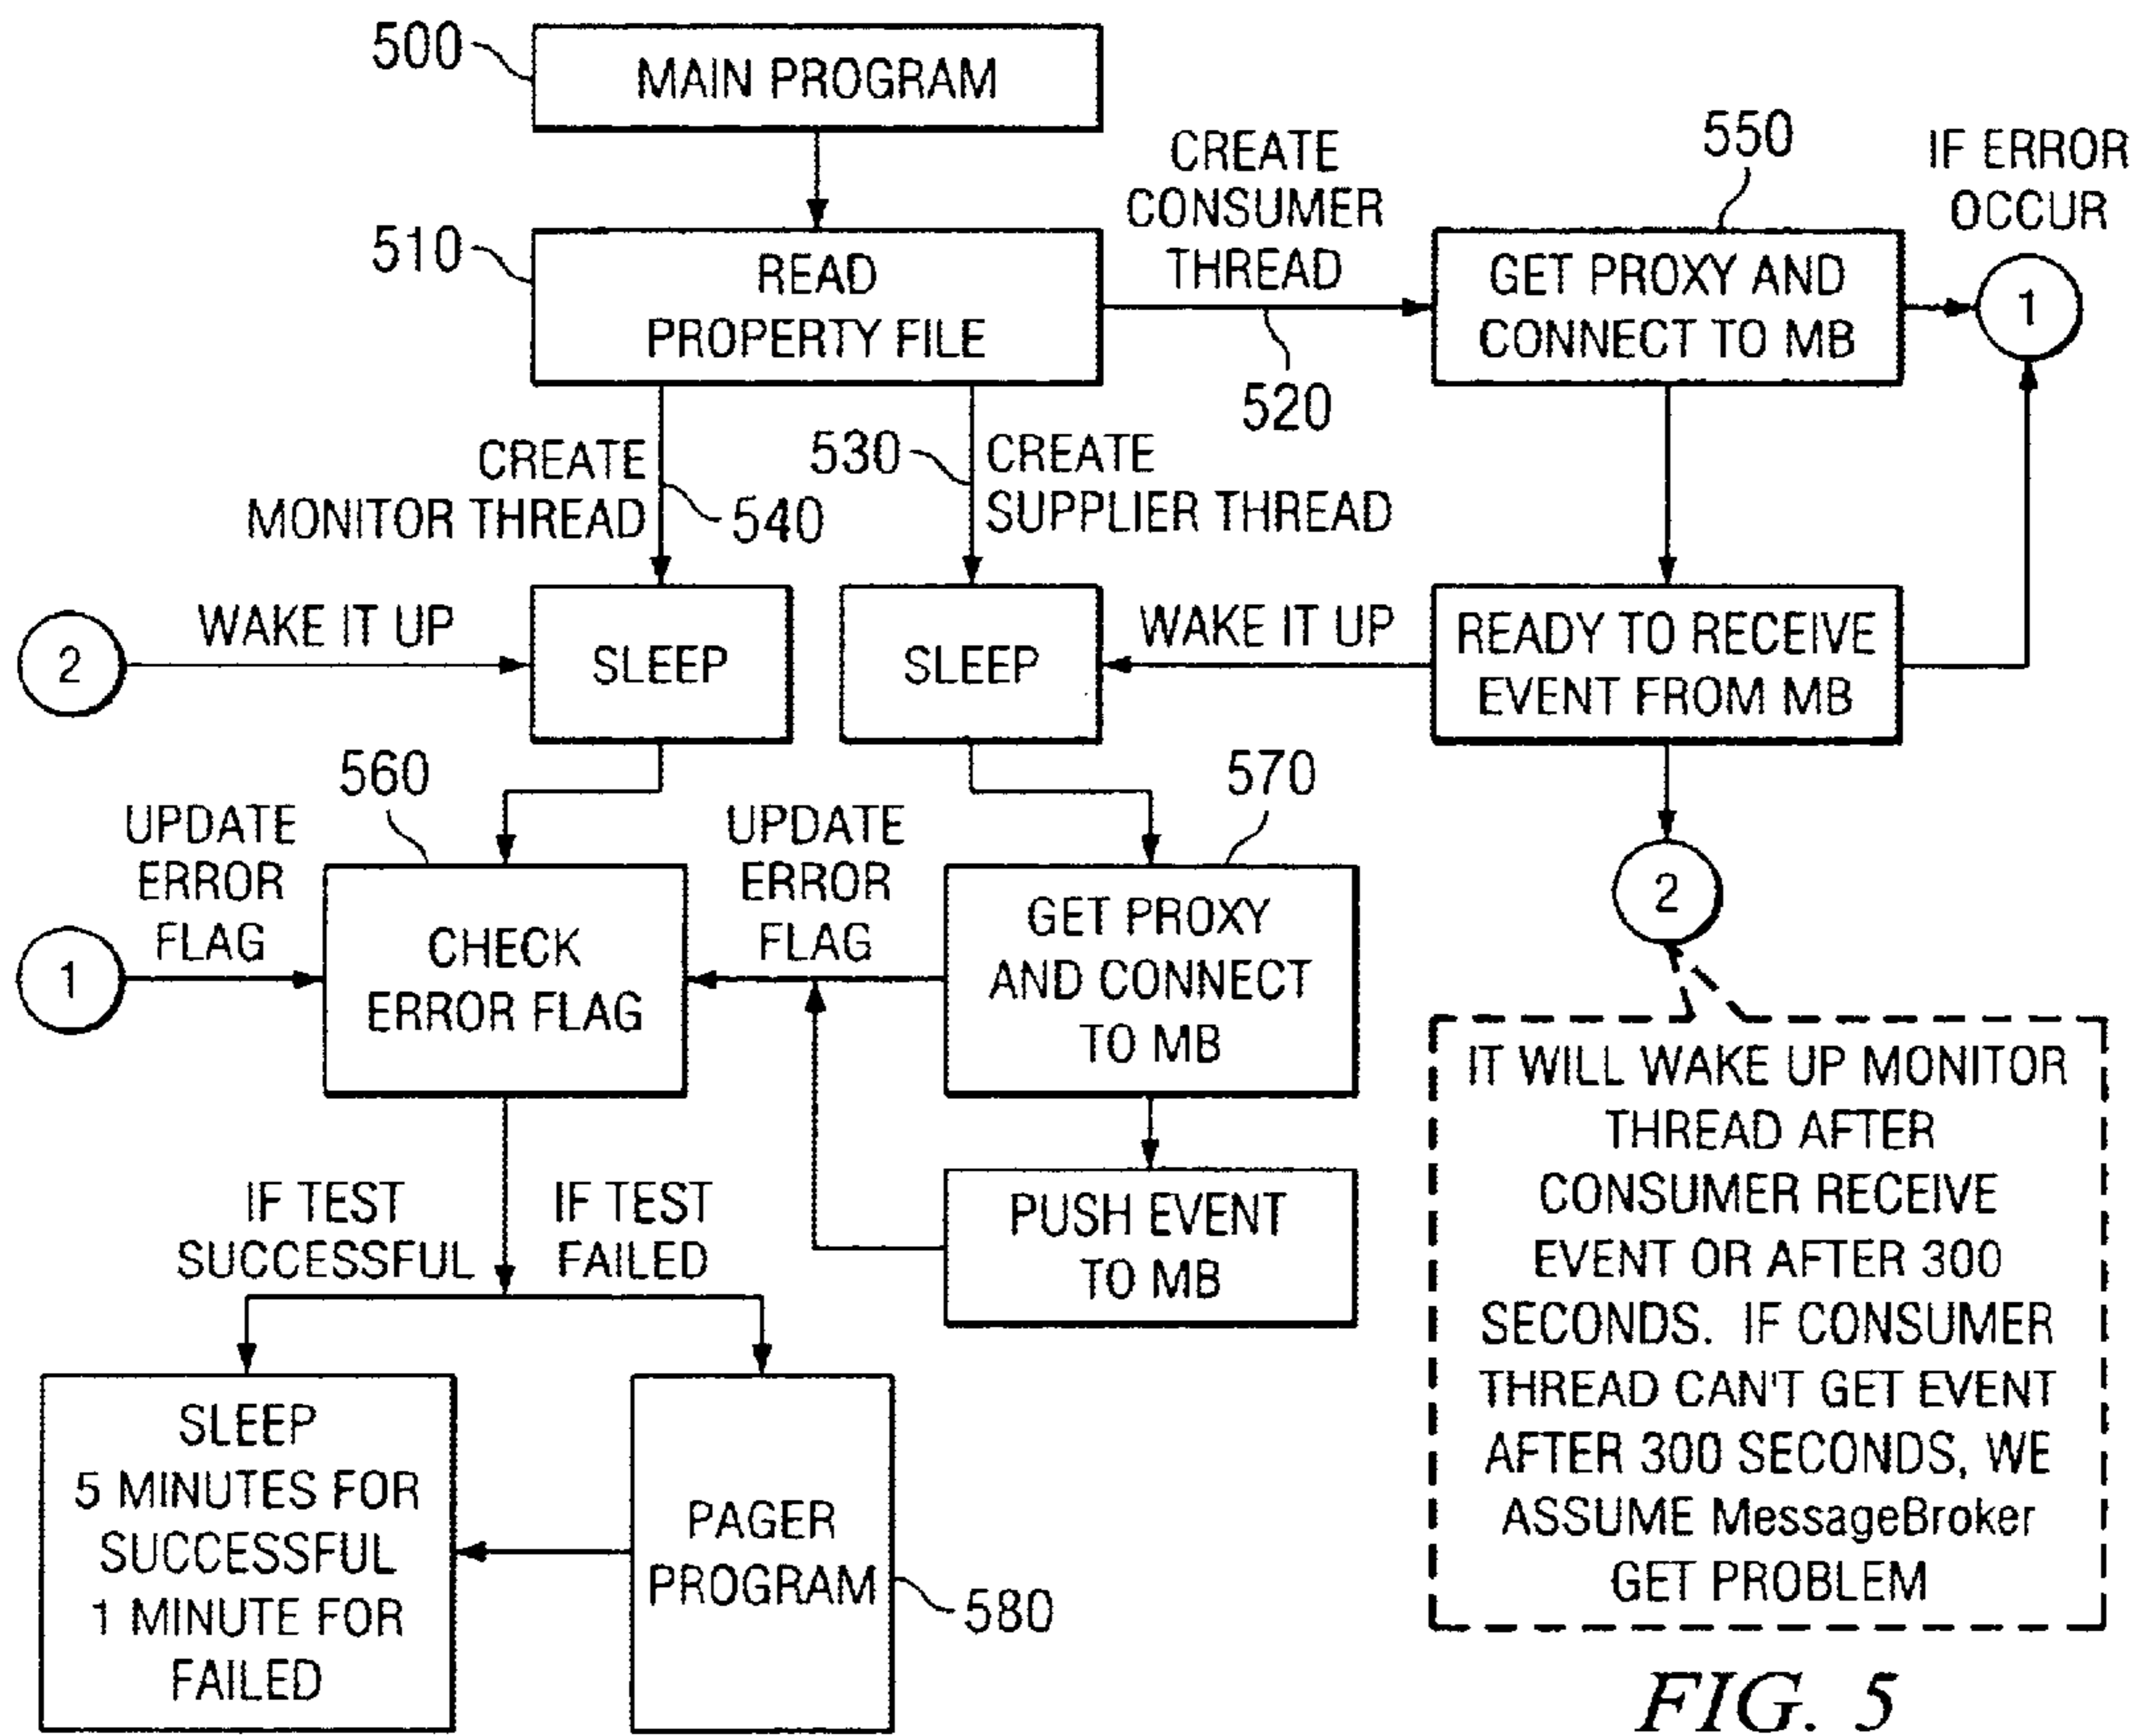 500
MAIN PROGRAM
510
READ
PROPERTY FILE
CREATE
CONSUMER
THREAD
520
550
GET PROXY AND
CONNECT TO MB
IF ERROR
OCCUR
1
CREATE
MONITOR THREAD
540
530
CREATE
SUPPLIER THREAD
2
WAKE IT UP
SLEEP
SLEEP
WAKE IT UP
READY TO RECEIVE
EVENT FROM MB
2
560
UPDATE
ERROR
FLAG
1
CHECK
ERROR FLAG
UPDATE
ERROR
FLAG
570
GET PROXY
AND CONNECT
TO MB
PUSH EVENT
TO MB
IF TEST
SUCCESSFUL
IF TEST
FAILED
SLEEP
5 MINUTES FOR
SUCCESSFUL
1 MINUTE FOR
FAILED
PAGER
PROGRAM
580
IT WILL WAKE UP MONITOR
THREAD AFTER
CONSUMER RECEIVE
EVENT OR AFTER 300
SECONDS. IF CONSUMER
THREAD CAN'T GET EVENT
AFTER 300 SECONDS, WE
ASSUME MessageBroker
GET PROBLEM
FIG. 5